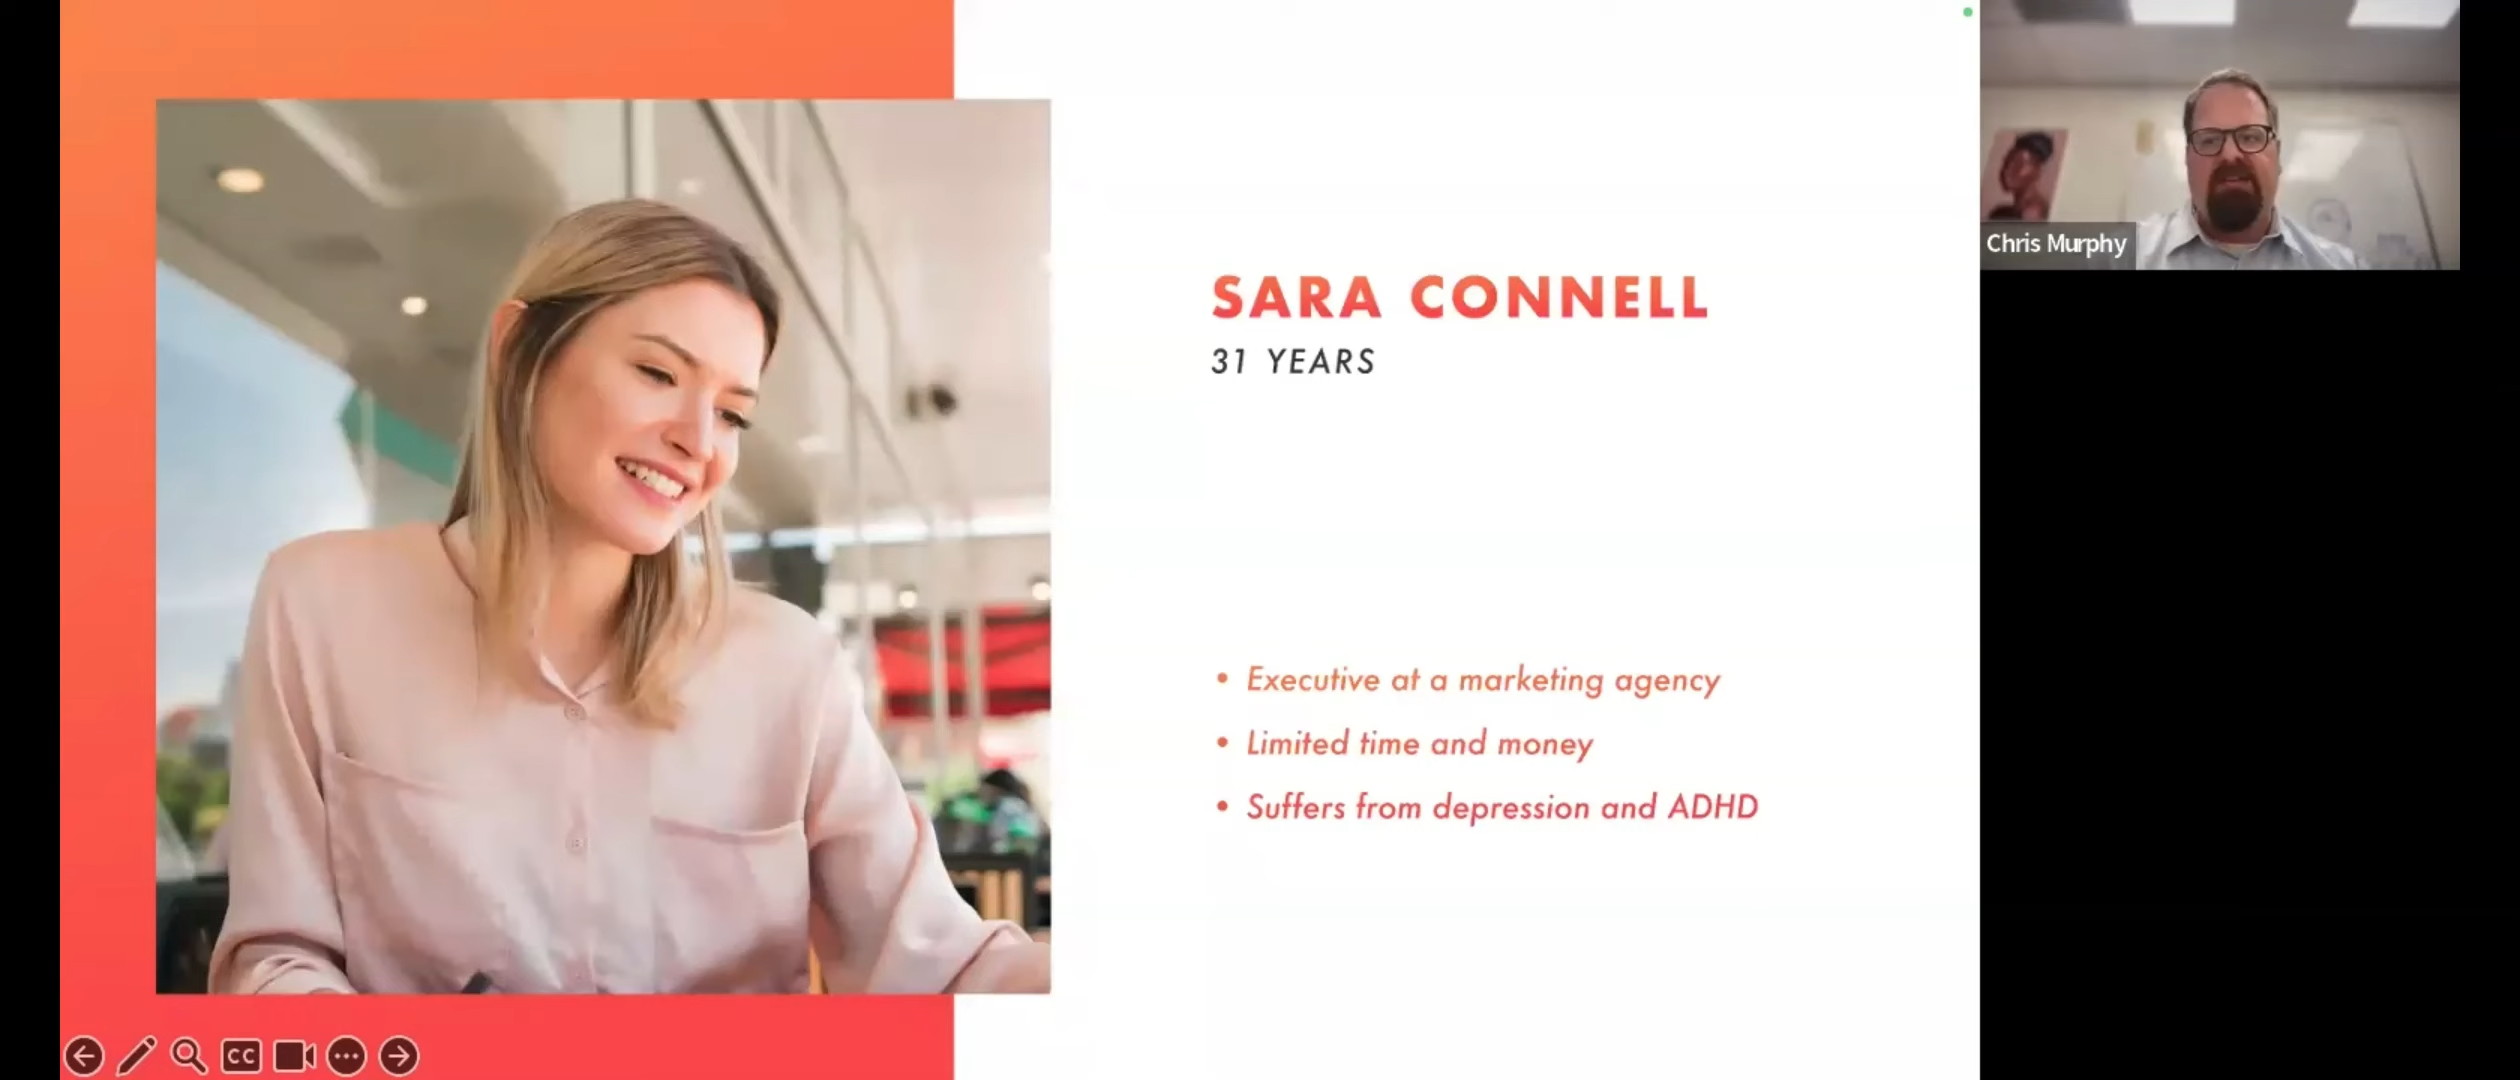 SARA CONNELL
31 YEARS
• Executive at a marketing agency
• Limited time and money
• Suffers from depression and ADHD
Chris Murphy
CC